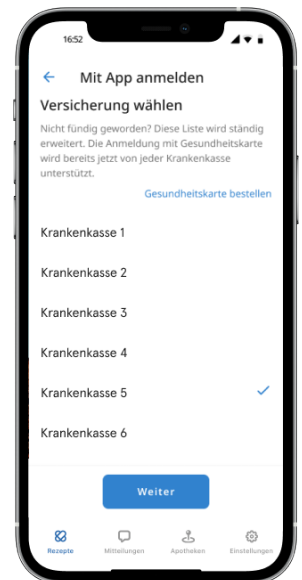 16:52
Mit App anmelden
Versicherung wählen
Nicht fündig geworden? Diese Liste wird ständig
erweitert. Die Anmeldung mit Gesundheitskarte
wird bereits jetzt von jeder Krankenkasse
unterstützt.
Gesundheitskarte bestellen
Krankenkasse 1
Krankenkasse 2
Krankenkasse 3
Krankenkasse 4
Krankenkasse 5
Krankenkasse 6
Weiter
Rezepte Mitteilungen Apotheken Einstellungen